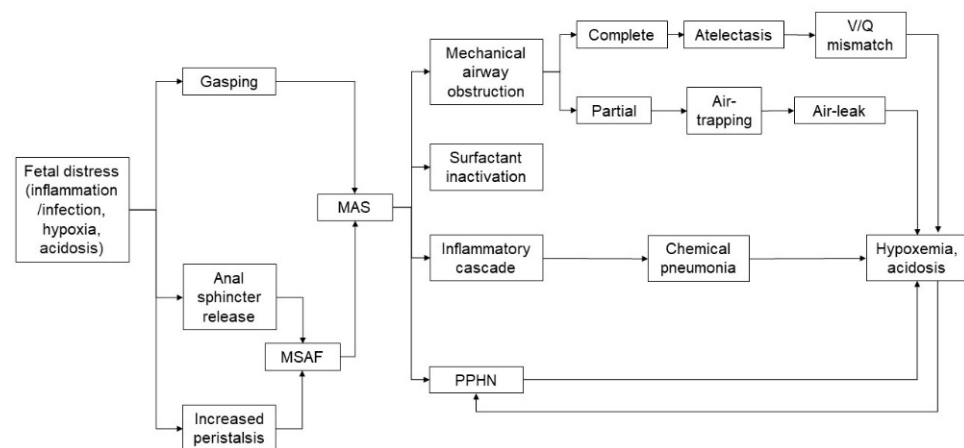 Fetal distress
(inflammation
/infection,
hypoxia,
acidosis)
Gasping
Anal
sphincter
release
Increased
peristalsis
MSAF
MAS
Mechanical
airway
obstruction
Complete
Atelectasis
V/Q
mismatch
Partial
Air-
trapping
Air-leak
Surfactant
inactivation
Inflammatory
cascade
Chemical
pneumonia
Hypoxemia,
acidosis
PPHN